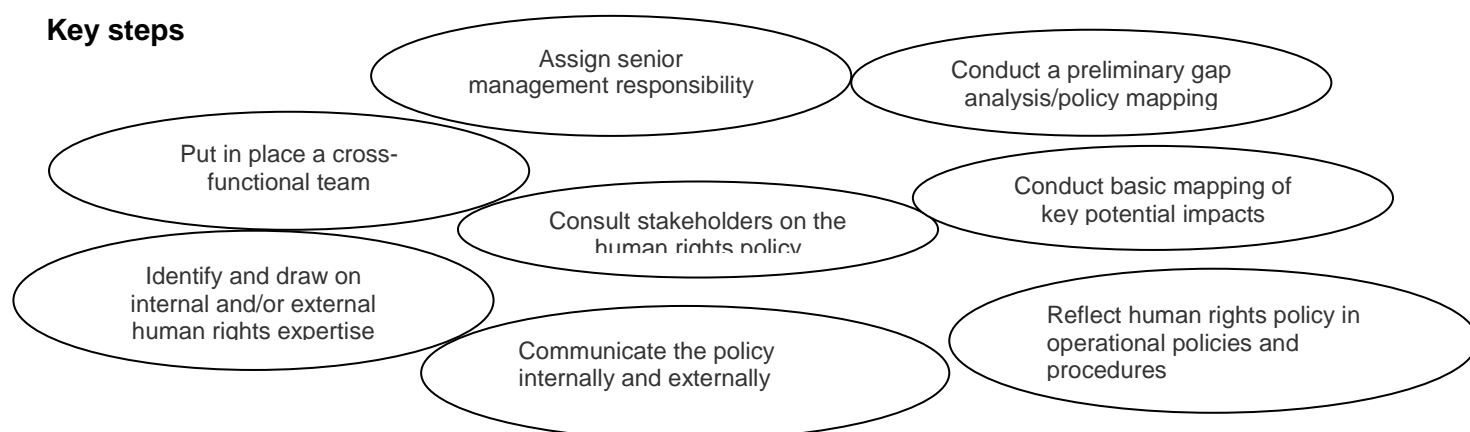 Key steps
Assign senior
management responsibility
Conduct a preliminary gap
analysis/policy mapping
Put in place a cross-
functional team
Consult stakeholders on the
human rights policy
Conduct basic mapping of
key potential impacts
Identify and draw on
internal and/or external
human rights expertise
Communicate the policy
internally and externally
Reflect human rights policy in
operational policies and
procedures